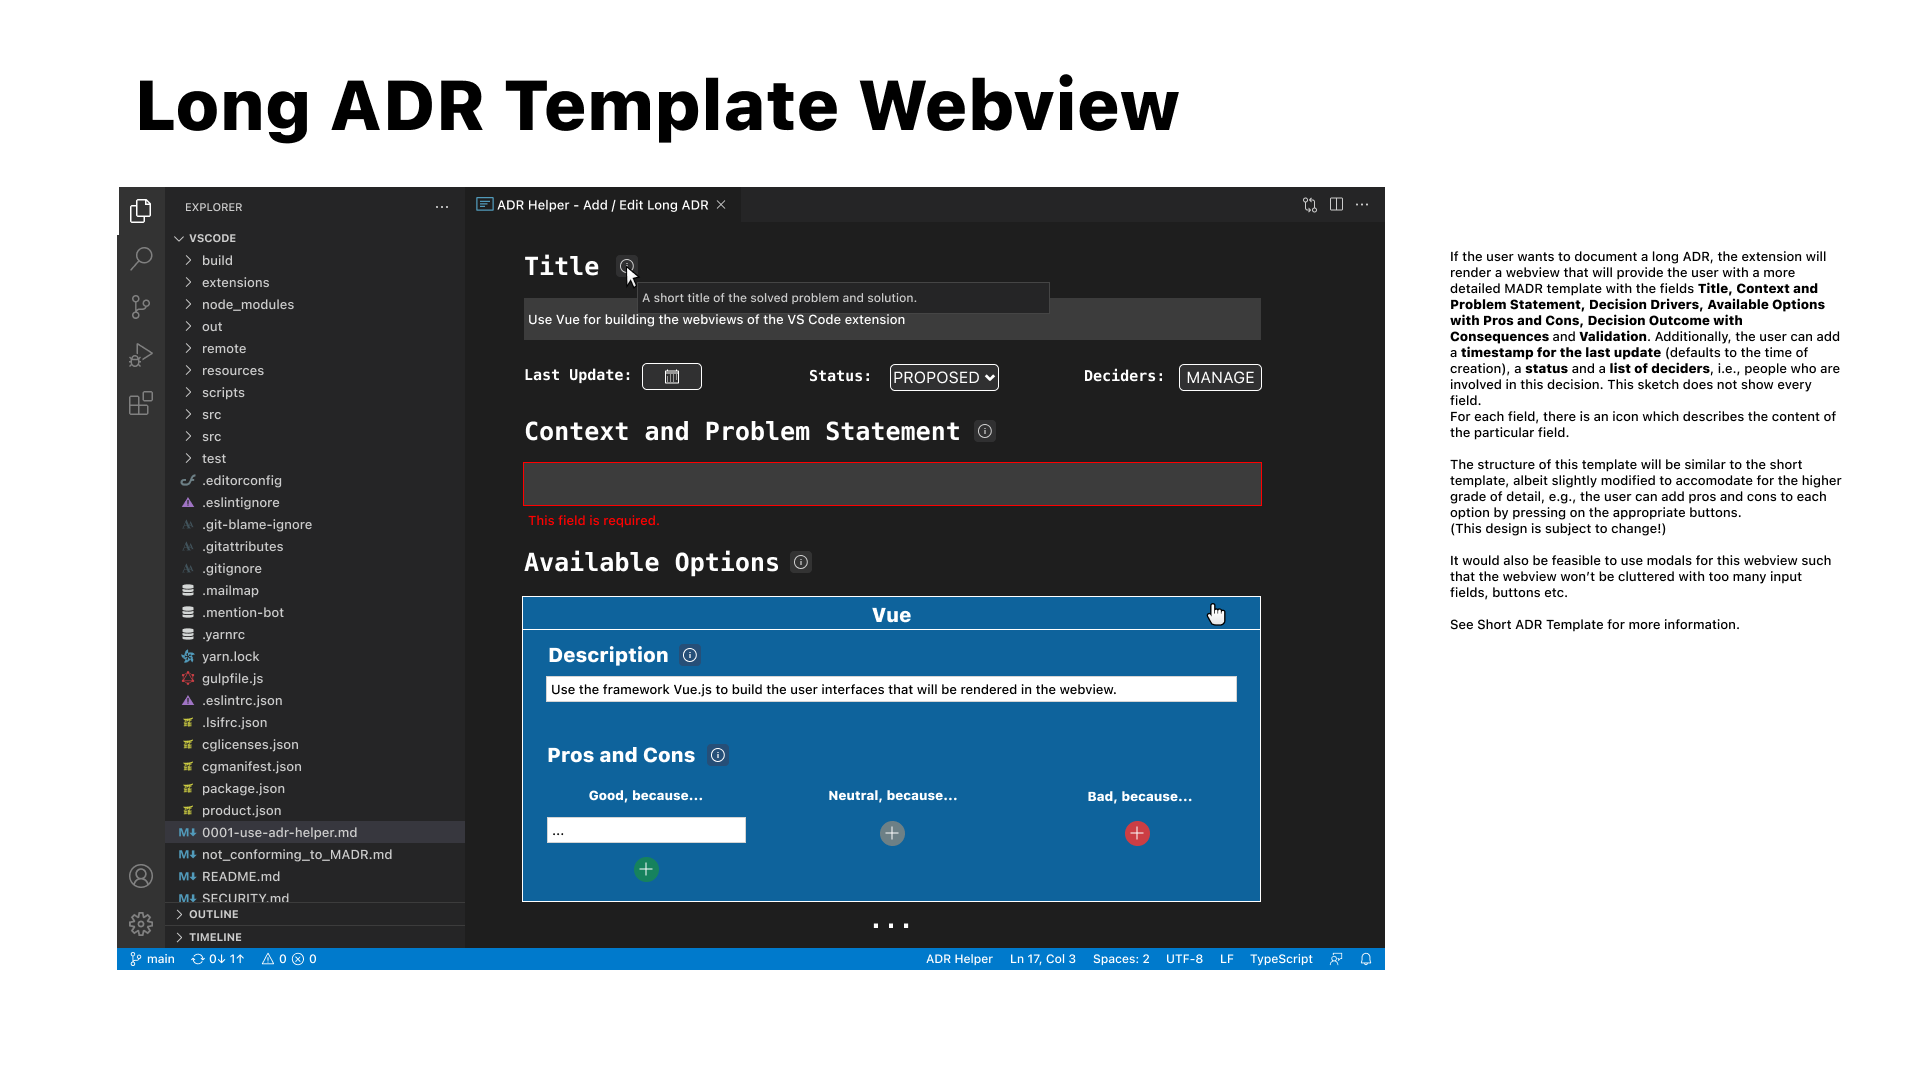 Long ADR Template Webview
EXPLORER
VSCODE
build
extensions
node_modules
out
remote
resources
scripts
src
src
test
.editorconfig
.eslintignore
.git-blame-ignore
.gitattributes
.gitignore
.mailmap
.mention-bot
.yarnrc
yarn.lock
gulpfile.js
.eslintrc.json
.lsifrc.json
cglicenses.json
cgmanifest.json
package.json
product.json
0001-use-adr-helper.md
not_conforming_to_MADR.md
README.md
SECURITY.md
OUTLINE
TIMELINE
ADR Helper - Add / Edit Long ADR
Title
A short title of the solved problem and solution.
Use Vue for building the webviews of the VS Code extension
Last Update:
Status: PROPOSED
Deciders: MANAGE
Context and Problem Statement
This field is required.
Available Options
Vue
Description
Use the framework Vue.js to build the user interfaces that will be rendered in the webview.
Pros and Cons
Good, because...
Neutral, because...
Bad, because...
...
...
main 0↓ 1↑ 0 0
ADR Helper Ln 17, Col 3 Spaces: 2 UTF-8 LF TypeScript
If the user wants to document a long ADR, the extension will
render a webview that will provide the user with a more
detailed MADR template with the fields Title, Context and
Problem Statement, Decision Drivers, Available Options
with Pros and Cons, Decision Outcome with
Consequences and Validation. Additionally, the user can add
a timestamp for the last update (defaults to the time of
creation), a status and a list of deciders, i.e., people who are
involved in this decision. This sketch does not show every
field.
For each field, there is an icon which describes the content of
the particular field.
The structure of this template will be similar to the short
template, albeit slightly modified to accomodate for the higher
grade of detail, e.g., the user can add pros and cons to each
option by pressing on the appropriate buttons.
(This design is subject to change!)
It would also be feasible to use modals for this webview such
that the webview won't be cluttered with too many input
fields, buttons etc.
See Short ADR Template for more information.